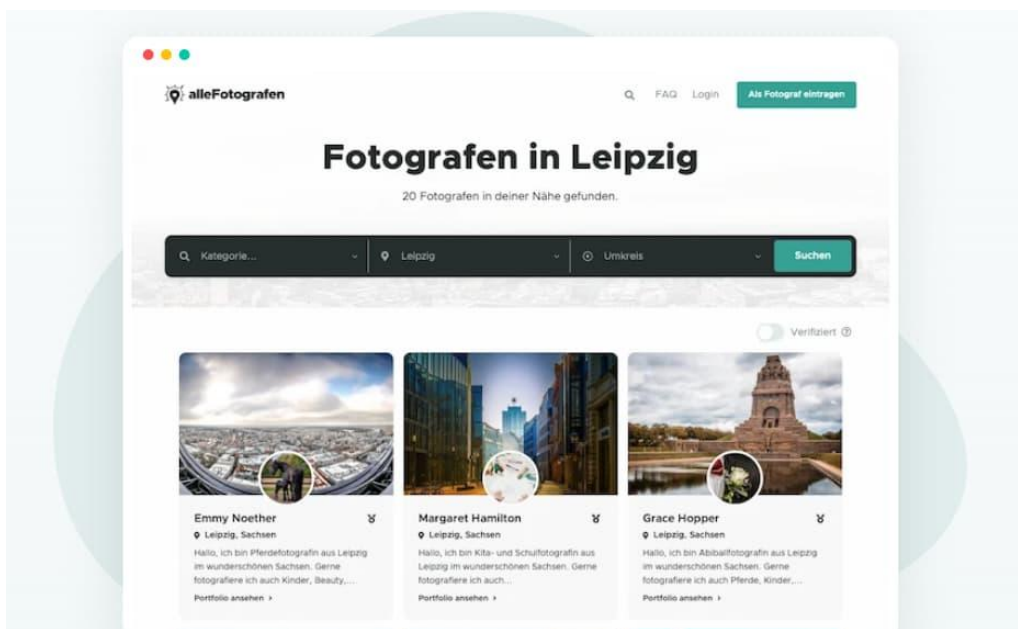 alleFotografen
FAQ Login Als Fotograf eintragen
Fotografen in Leipzig
20 Fotografen in deiner Nähe gefunden.
Kategorie... Leipzig Umkreis Suchen
Verifiziert
Emmy Noether
Leipzig, Sachsen
Hallo, ich bin Pferdefotografin aus Leipzig
im wunderschönen Sachsen. Gerne
fotografiere ich auch Kinder, Beauty,...
Portfolio ansehen >
Margaret Hamilton
Leipzig, Sachsen
Hallo, ich bin Kita- und Schulfotografin aus
Leipzig im wunderschönen Sachsen. Gerne
fotografiere ich auch...
Portfolio ansehen >
Grace Hopper
Leipzig, Sachsen
Hallo, ich bin Abiballfotografin aus Leipzig
im wunderschönen Sachsen. Gerne
fotografiere ich auch Pferde, Kinder,...
Portfolio ansehen >